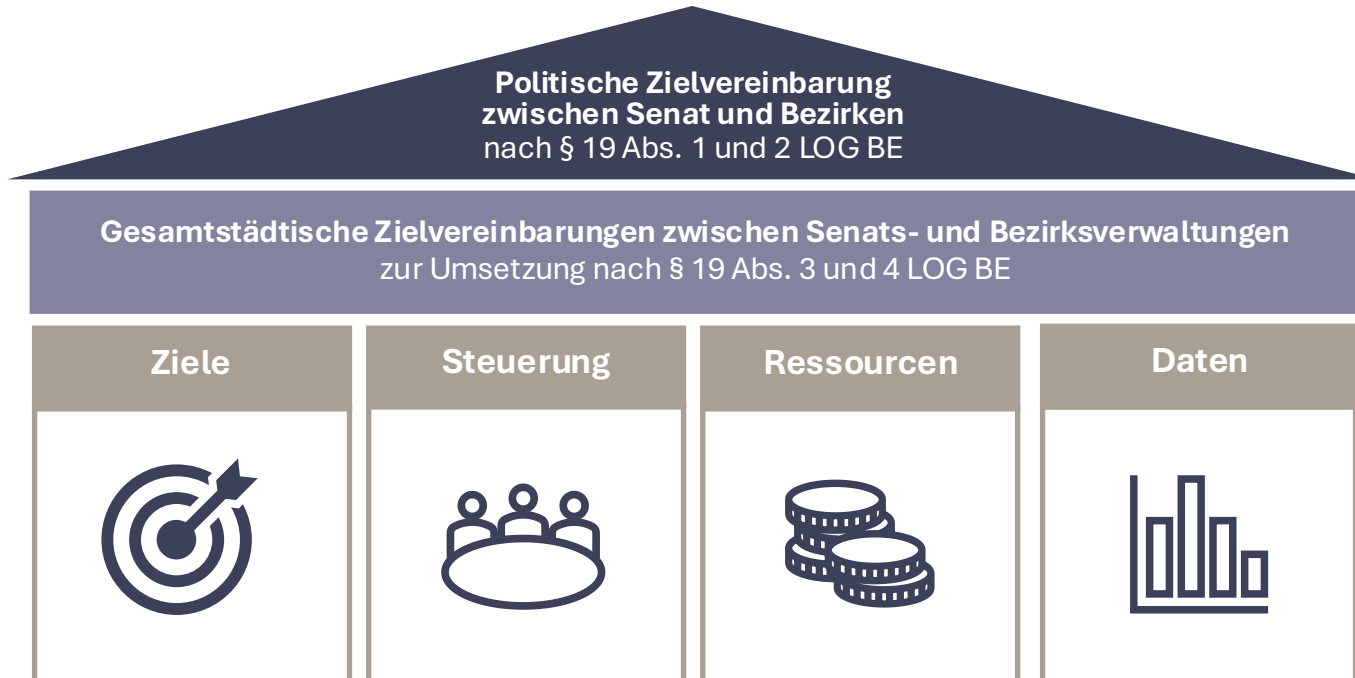 Politische Zielvereinbarung
zwischen Senat und Bezirken
nach § 19 Abs. 1 und 2 LOG BE
Gesamtstädtische Zielvereinbarungen zwischen Senats- und Bezirksverwaltungen
zur Umsetzung nach § 19 Abs. 3 und 4 LOG BE
Ziele
Steuerung
Ressourcen
Daten